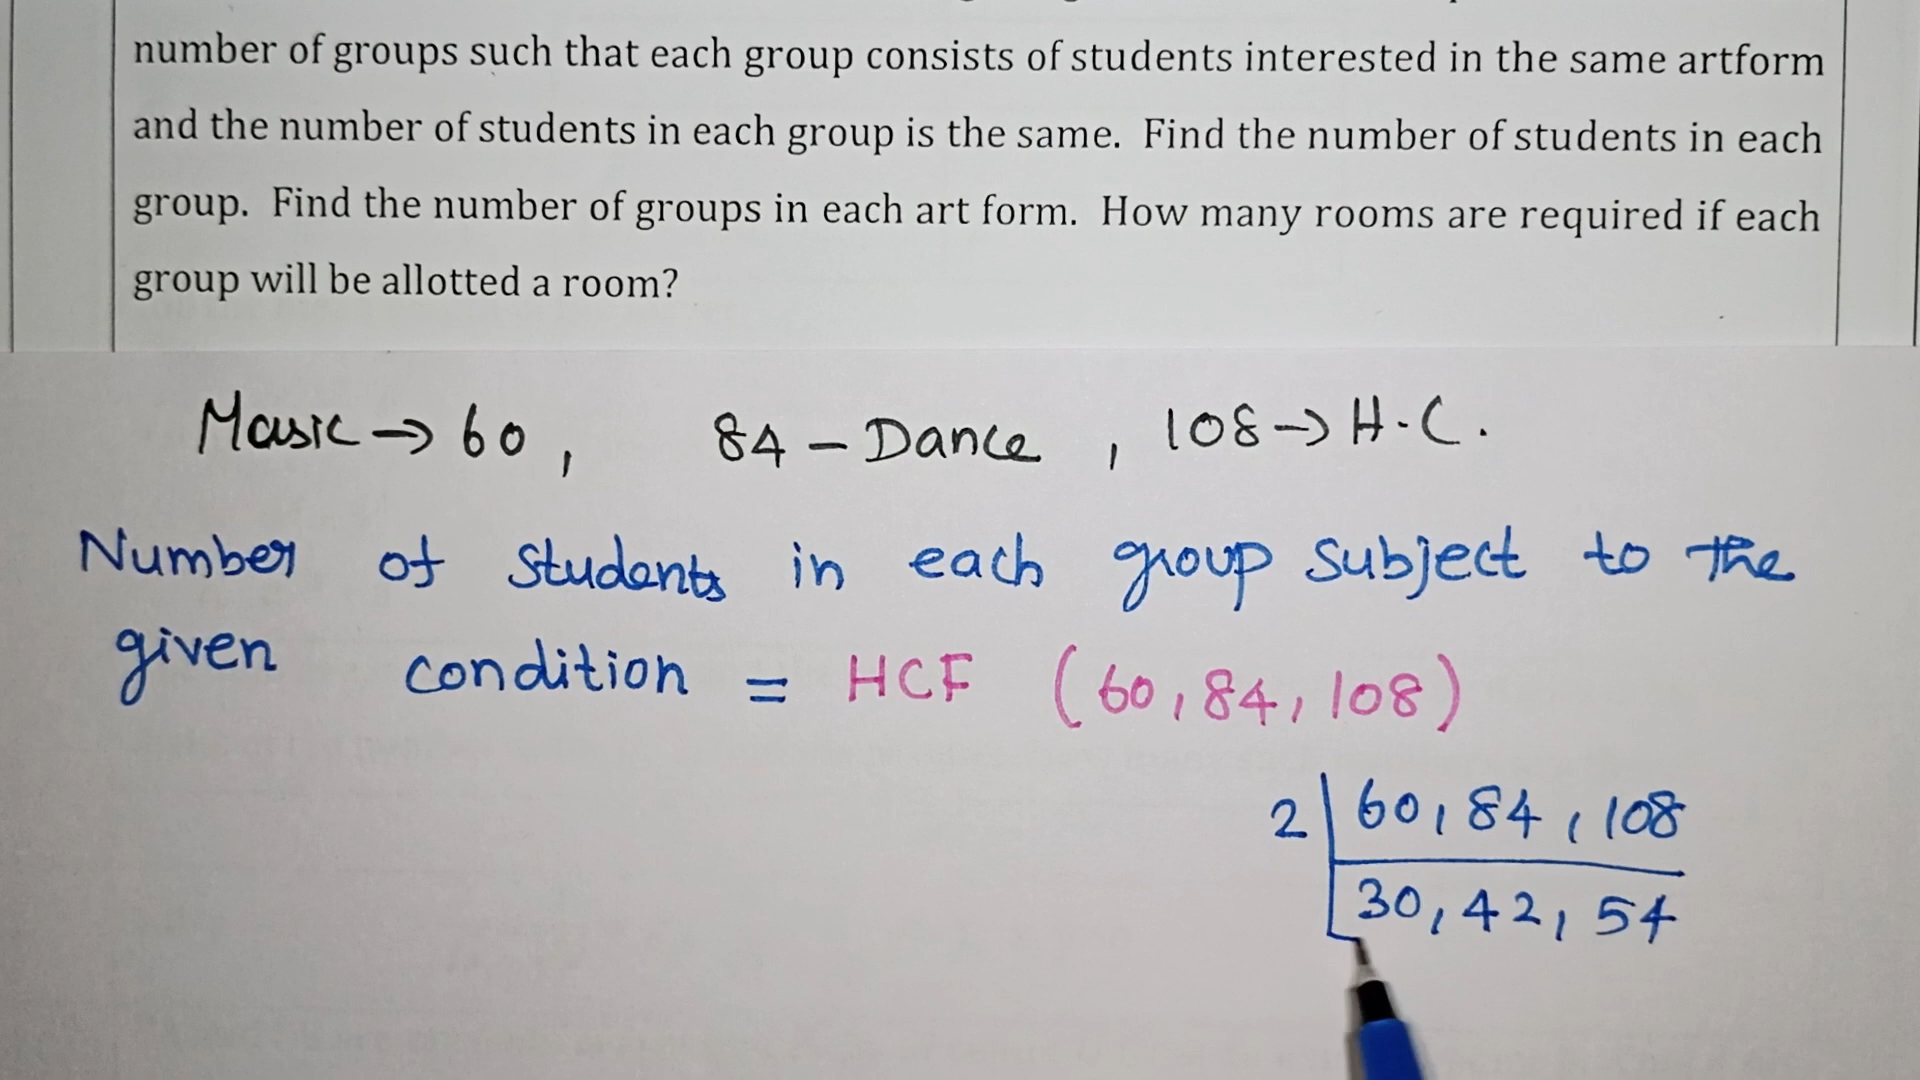 number of groups such that each group consists of students interested in the same artform
and the number of students in each group is the same. Find the number of students in each
group. Find the number of groups in each art form. How many rooms are required if each
group will be allotted a room?
Music → 60 , 84 – Dance , 108 → H.C.
Number of students in each group subject to the
given condition = HCF (60, 84, 108)
2 | 60, 84, 108
30, 42, 54